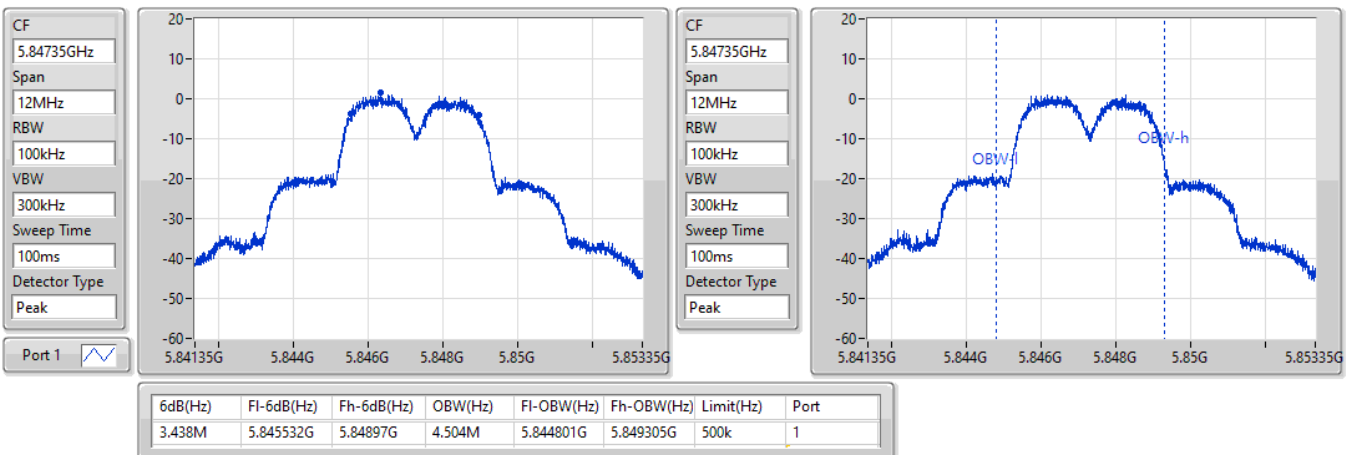 CF
5.84735GHz
Span
12MHz
RBW
100kHz
VBW
300kHz
Sweep Time
100ms
Detector Type
Peak
Port 1
20
10
0
-10
-20
-30
-40
-50
-60
5.84135G 5.844G 5.846G 5.848G 5.85G 5.85335G
CF
5.84735GHz
Span
12MHz
RBW
100kHz
VBW
300kHz
Sweep Time
100ms
Detector Type
Peak
20
10
0
-10
-20
-30
-40
-50
-60
OBW-l
OBW-h
5.84135G 5.844G 5.846G 5.848G 5.85G 5.85335G
6dB(Hz) Fl-6dB(Hz) Fh-6dB(Hz) OBW(Hz) Fl-OBW(Hz) Fh-OBW(Hz) Limit(Hz) Port
3.438M 5.845532G 5.84897G 4.504M 5.844801G 5.849305G 500k 1